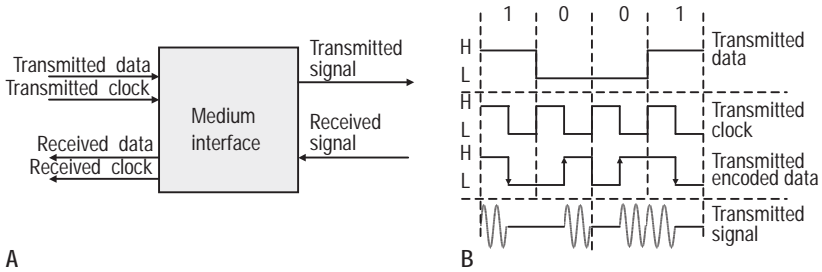 Transmitted data
Transmitted clock
Received data
Received clock
Medium
interface
Transmitted
signal
Received
signal
A
1 0 0 1
H
L
Transmitted
data
H
L
Transmitted
clock
H
L
Transmitted
encoded data
Transmitted
signal
B